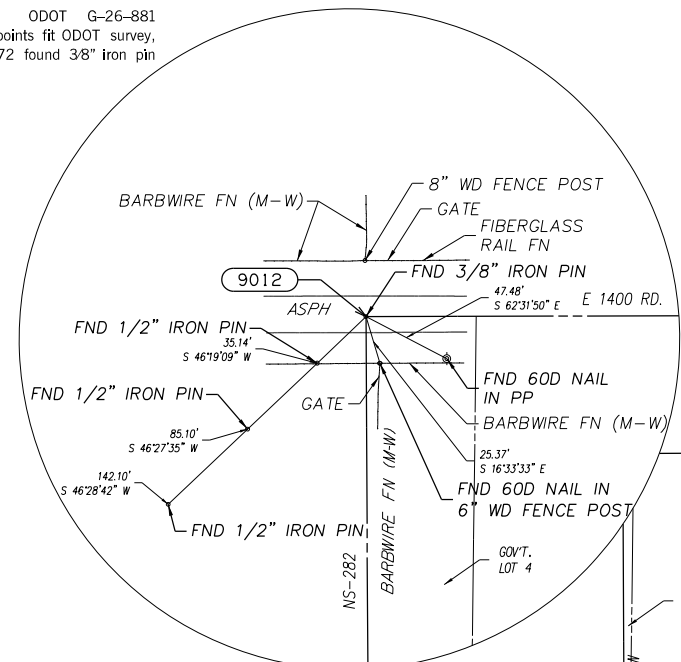 ODOT G-26-881
points fit ODOT survey,
72 found 3/8" iron pin
8" WD FENCE POST
BARBWIRE FN (M-W)
GATE
FIBERGLASS
RAIL FN
9012
FND 3/8" IRON PIN
47.48'
S 62°31'50" E
E 1400 RD.
ASPH
FND 1/2" IRON PIN
35.14'
S 46°19'09" W
FND 60D NAIL
IN PP
FND 1/2" IRON PIN
GATE
BARBWIRE FN (M-W)
85.10'
S 46°27'35" W
25.37'
S 16°33'33" E
142.10'
S 46°28'42" W
FND 60D NAIL IN
6" WD FENCE POST
FND 1/2" IRON PIN
BARBWIRE FN (M-W)
NS-282
GOV'T.
LOT 4